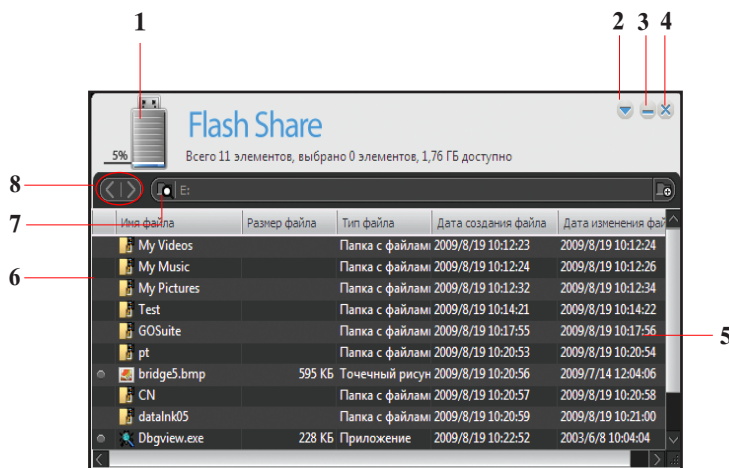 1 2 3 4
Flash Share
5%
Всего 11 элементов, выбрано 0 элементов, 1,76 ГБ доступно
8
E:
7
Имя файла Размер файла Тип файла Дата создания файла Дата изменения фай
My Videos Папка с файлами 2009/8/19 10:12:23 2009/8/19 10:12:24
6
My Music Папка с файлами 2009/8/19 10:12:24 2009/8/19 10:12:26
My Pictures Папка с файлами 2009/8/19 10:12:32 2009/8/19 10:12:34
Test Папка с файлами 2009/8/19 10:14:21 2009/8/19 10:14:22
GOSuite Папка с файлами 2009/8/19 10:17:55 2009/8/19 10:17:56
5
pt Папка с файлами 2009/8/19 10:20:53 2009/8/19 10:20:54
bridge5.bmp 595 КБ Точечный рисун 2009/8/19 10:20:56 2009/7/14 12:04:06
CN Папка с файлами 2009/8/19 10:20:57 2009/8/19 10:20:58
datalnk05 Папка с файлами 2009/8/19 10:20:59 2009/8/19 10:21:00
Dbgview.exe 228 КБ Приложение 2009/8/19 10:22:52 2003/6/8 10:04:04